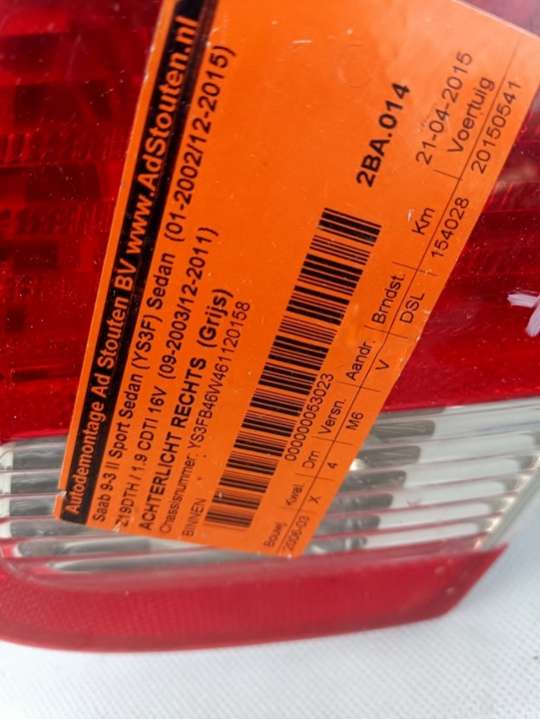 Autodemontage Ad Stouten BV www.AdStouten.nl
Saab 9-3 II Sport Sedan (YS3F) Sedan (01-2002/12-2015)
Z19DTH / 1.9 CDTI 16V (09-2003/12-2011)
ACHTERLICHT RECHTS (Grijs)
Chassisnummer: YS3FB46W461120158
BINNEN
2BA.014
000000053023
21-04-2015
Bouwj. Kwal. Dm Versn. Aandr. Brndst. Km Voertuig
2006-03 X 4 M6 V DSL 154028 20150541